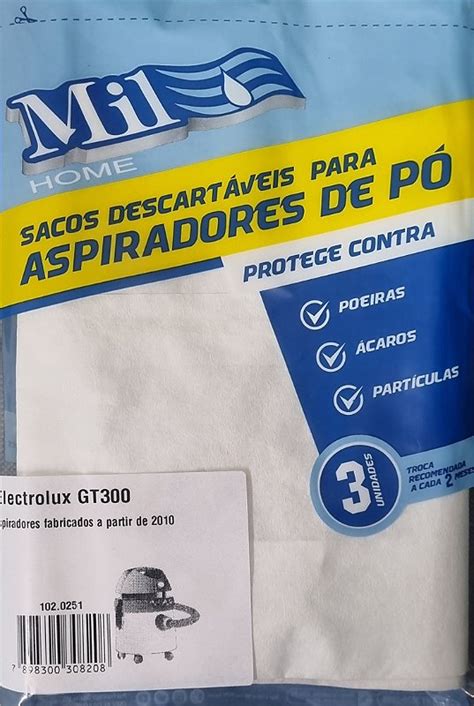 Mil
HOME
SACOS DESCARTÁVEIS PARA
ASPIRADORES DE PÓ
PROTEGE CONTRA
POEIRAS
ÁCAROS
PARTÍCULAS
3
UNIDADES
TROCA
RECOMENDADA
A CADA 2 MESES
Electrolux GT300
spiradores fabricados a partir de 2010
102.0251
7 898300 308208